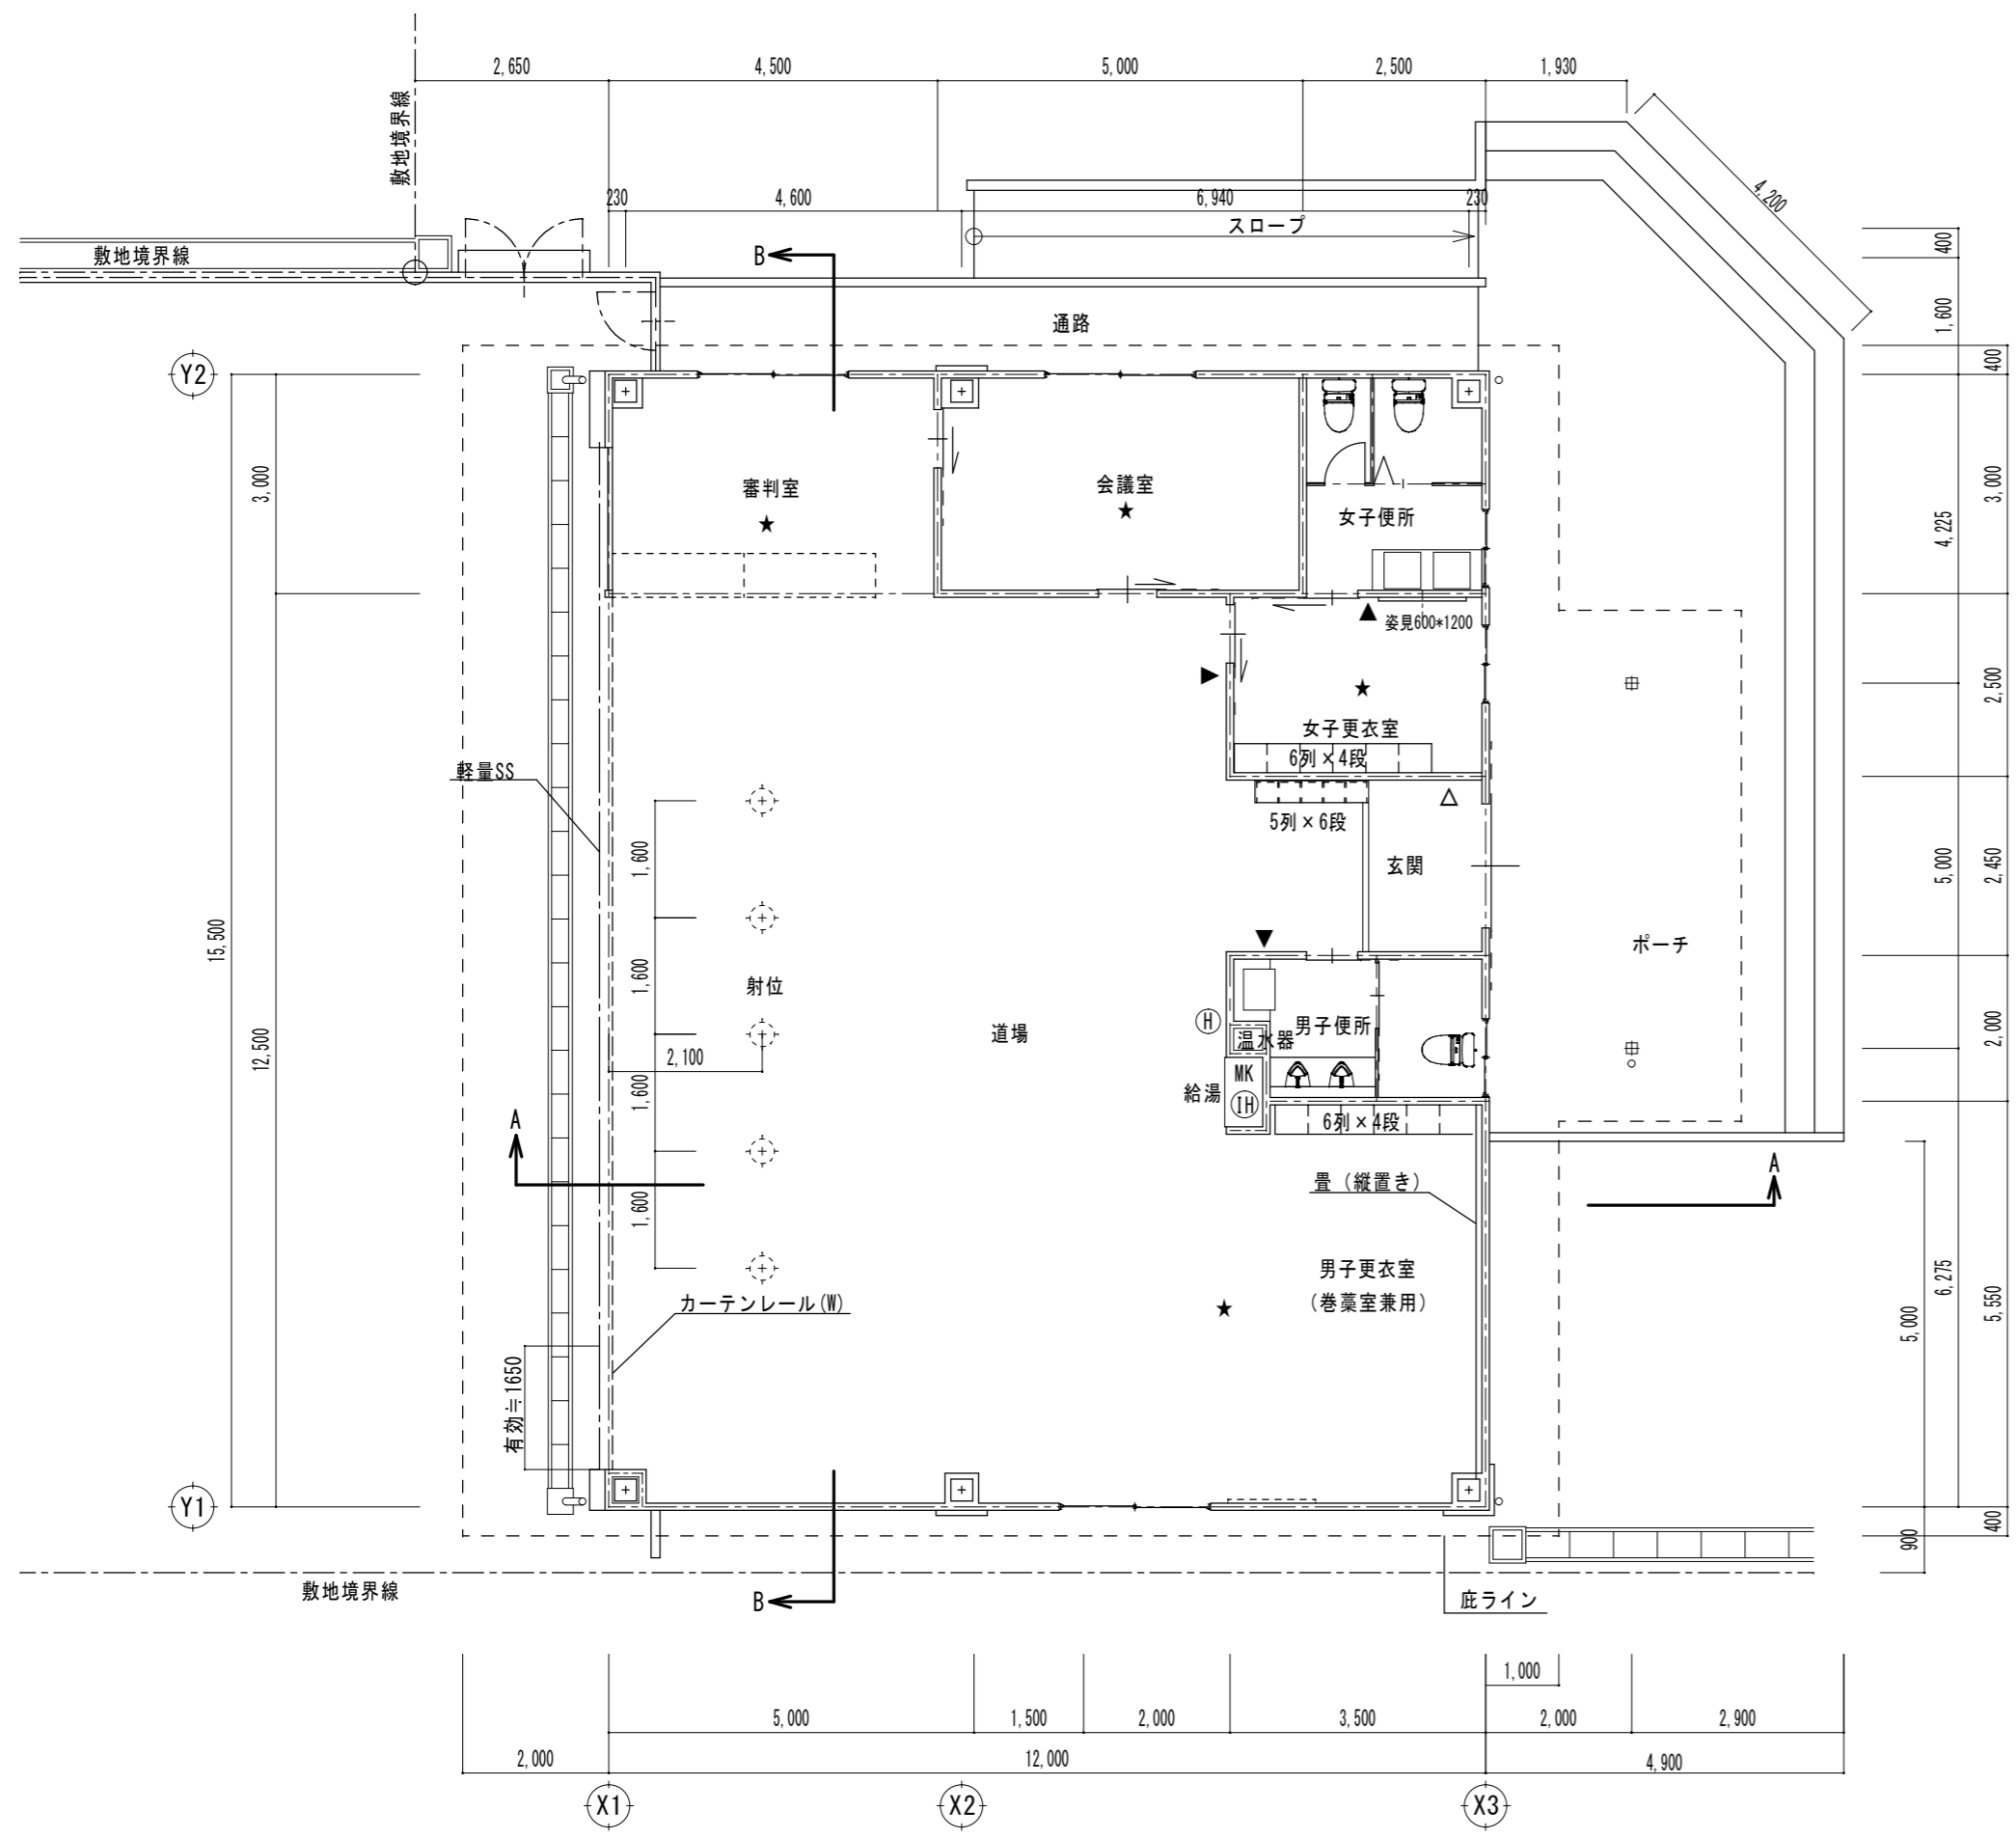 2,650
4,500
5,000
2,500
1,930
敷地境界線
4,200
230
4,600
6,940
230
スロープ
敷地境界線
B
通路
400
1,600
400
Y2
3,000
審判室
★
会議室
★
女子便所
4,225
3,000
姿見600*1200
★
女子更衣室
6列×4段
2,500
軽量SS
5列×6段
1,600
玄関
5,000
2,450
15,500
12,500
1,600
射位
道場
ポーチ
H
男子便所
温水器
2,000
2,100
1,600
給湯
MK
IH
6列×4段
A
1,600
畳（縦置き）
A
男子更衣室
(巻藁室兼用)
★
カーテンレール(W)
有効≒1650
5,000
6,275
5,550
Y1
400
900
敷地境界線
B
庇ライン
1,000
5,000
1,500
2,000
3,500
2,000
2,900
2,000
12,000
4,900
X1
X2
X3